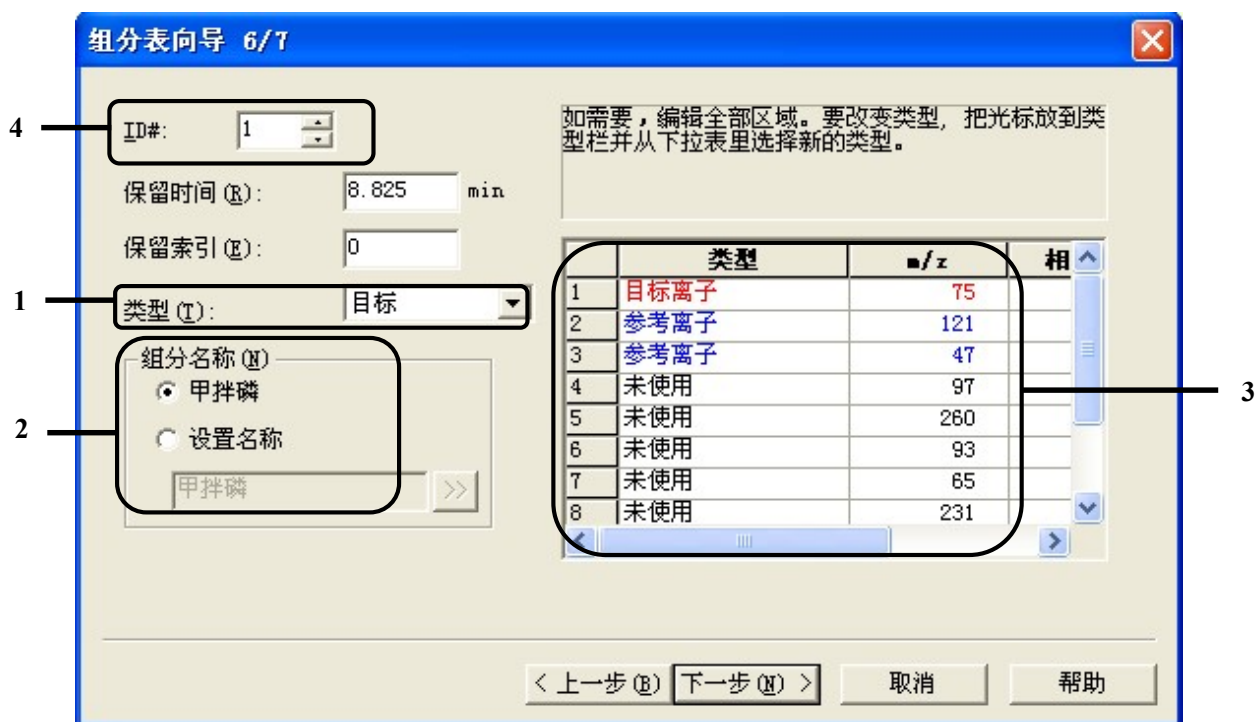 组分表向导 6/7
4
ID#: 1
保留时间(R): 8.825 min
保留索引(E): 0
1
类型(T): 目标
组分名称(N)
甲拌磷
2
设置名称
甲拌磷 >>
如需要,编辑全部区域。要改变类型, 把光标放到类
型栏并从下拉表里选择新的类型。
类型 m/z 相
1 目标离子 75
2 参考离子 121
3 参考离子 47
4 未使用 97
5 未使用 260
6 未使用 93
7 未使用 65
8 未使用 231
3
< 上一步(B) 下一步(N) > 取消 帮助